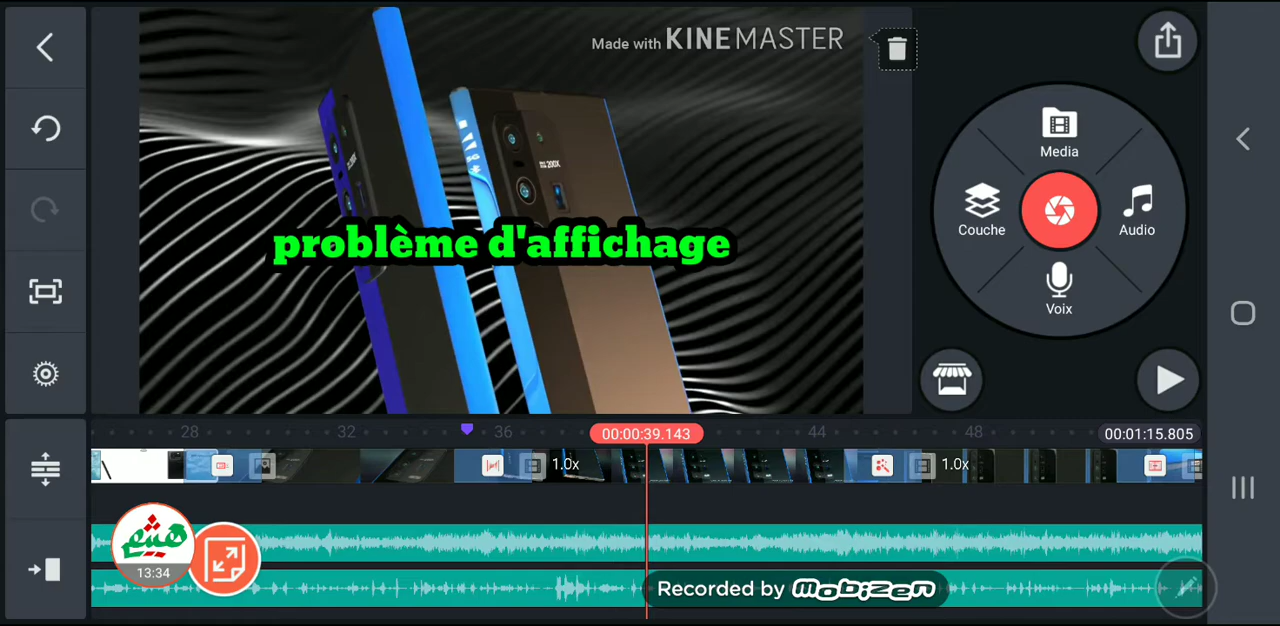 Made with KINEMASTER
Media
Couche
Audio
Voix
problème d'affichage
28
32
36
00:00:39.143
44
48
00:01:15.805
1.0x
1.0x
13:34
Recorded by mobizen